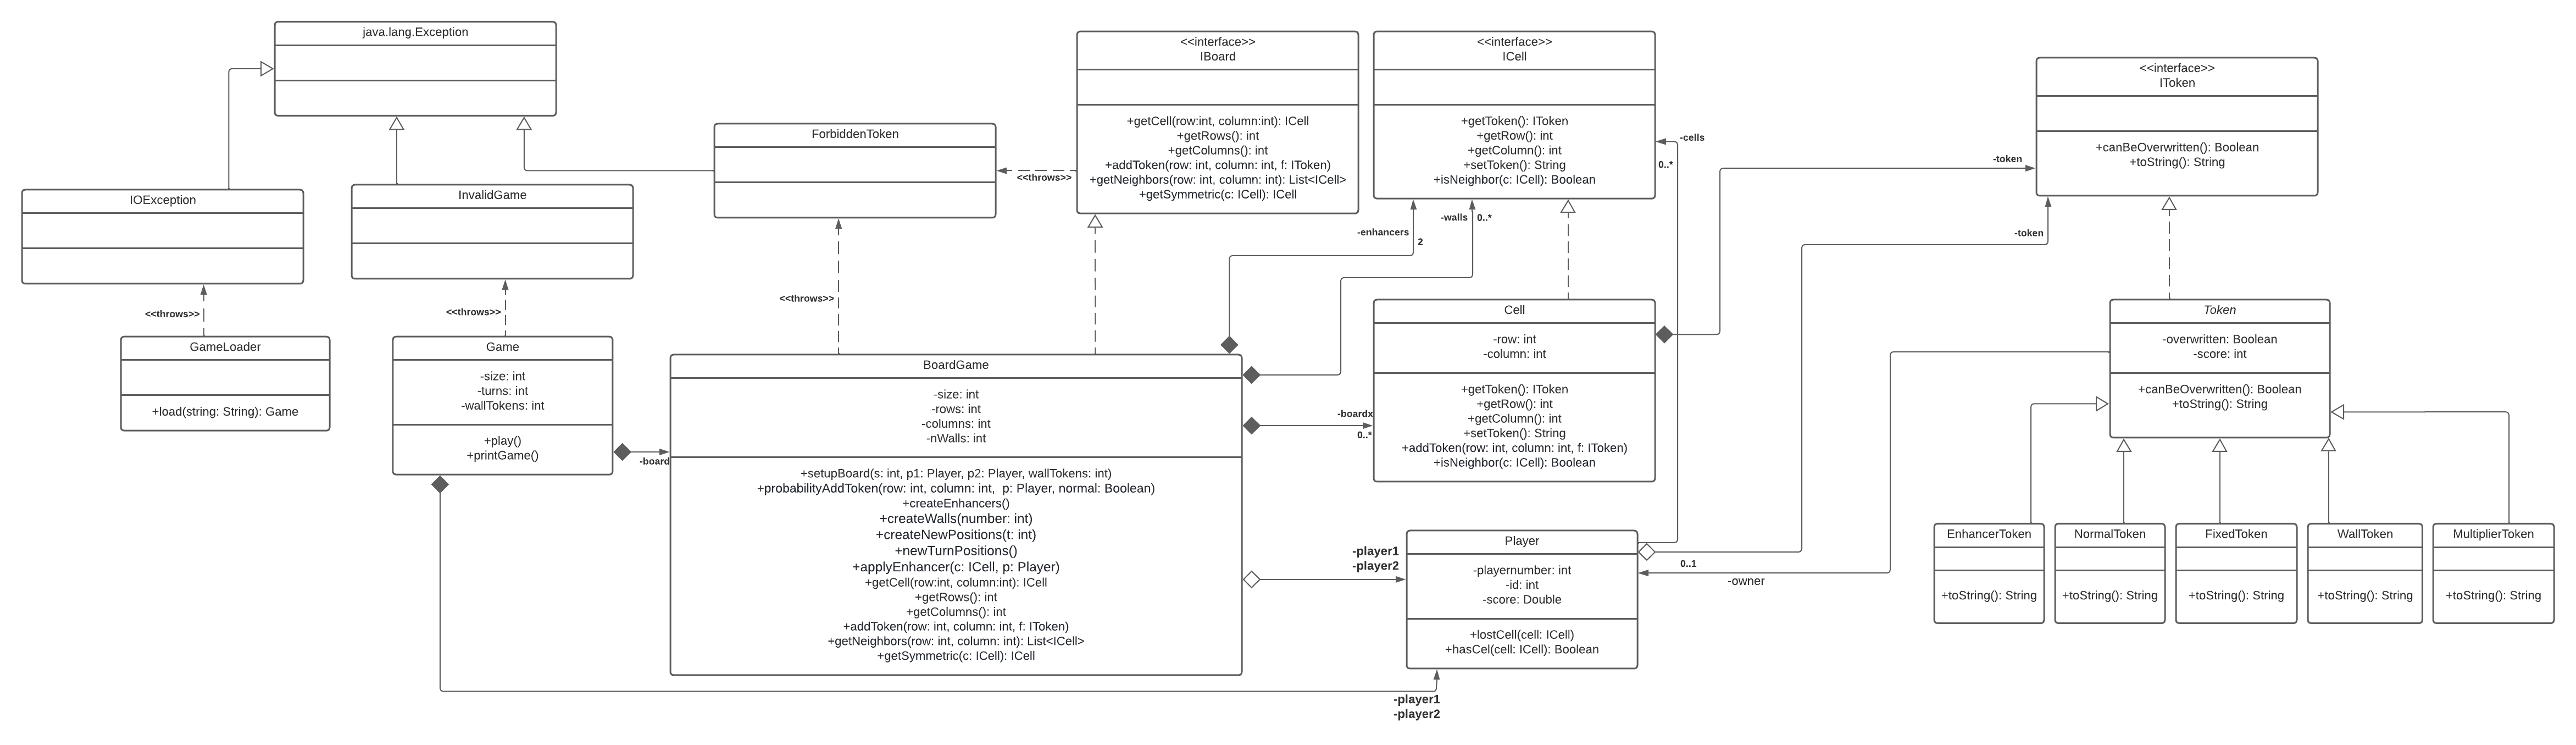 java.lang.Exception
<<interface>>
IBoard
+getCell(row:int, column:int): ICell
+getRows(): int
+getColumns(): int
+addToken(row: int, column: int, f: IToken)
+getNeighbors(row: int, column: int): List<ICell>
+getSymmetric(c: ICell): ICell
<<interface>>
ICell
+getToken(): IToken
+getRow(): int
+getColumn(): int
+setToken(): String
+isNeighbor(c: ICell): Boolean
<<interface>>
IToken
+canBeOverwritten(): Boolean
+toString(): String
ForbiddenToken
IOException
InvalidGame
<<throws>>
-cells
0..*
-token
-walls
0..*
-enhancers
2
-token
<<throws>>
<<throws>>
<<throws>>
GameLoader
+load(string: String): Game
Game
-size: int
-turns: int
-wallTokens: int
+play()
+printGame()
-board
BoardGame
-size: int
-rows: int
-columns: int
-nWalls: int
+setupBoard(s: int, p1: Player, p2: Player, wallTokens: int)
+probabilityAddToken(row: int, column: int,  p: Player, normal: Boolean)
+createEnhancers()
+createWalls(number: int)
+createNewPositions(t: int)
+newTurnPositions()
+applyEnhancer(c: ICell, p: Player)
+getCell(row:int, column:int): ICell
+getRows(): int
+getColumns(): int
+addToken(row: int, column: int, f: IToken)
+getNeighbors(row: int, column: int): List<ICell>
+getSymmetric(c: ICell): ICell
Cell
-row: int
-column: int
+getToken(): IToken
+getRow(): int
+getColumn(): int
+setToken(): String
+addToken(row: int, column: int, f: IToken)
+isNeighbor(c: ICell): Boolean
-boardx
0..*
Token
-overwritten: Boolean
-score: int
+canBeOverwritten(): Boolean
+toString(): String
-player1
-player2
Player
-playernumber: int
-id: int
-score: Double
+lostCell(cell: ICell)
+hasCel(cell: ICell): Boolean
0..1
-owner
EnhancerToken
+toString(): String
NormalToken
+toString(): String
FixedToken
+toString(): String
WallToken
+toString(): String
MultiplierToken
+toString(): String
-player1
-player2